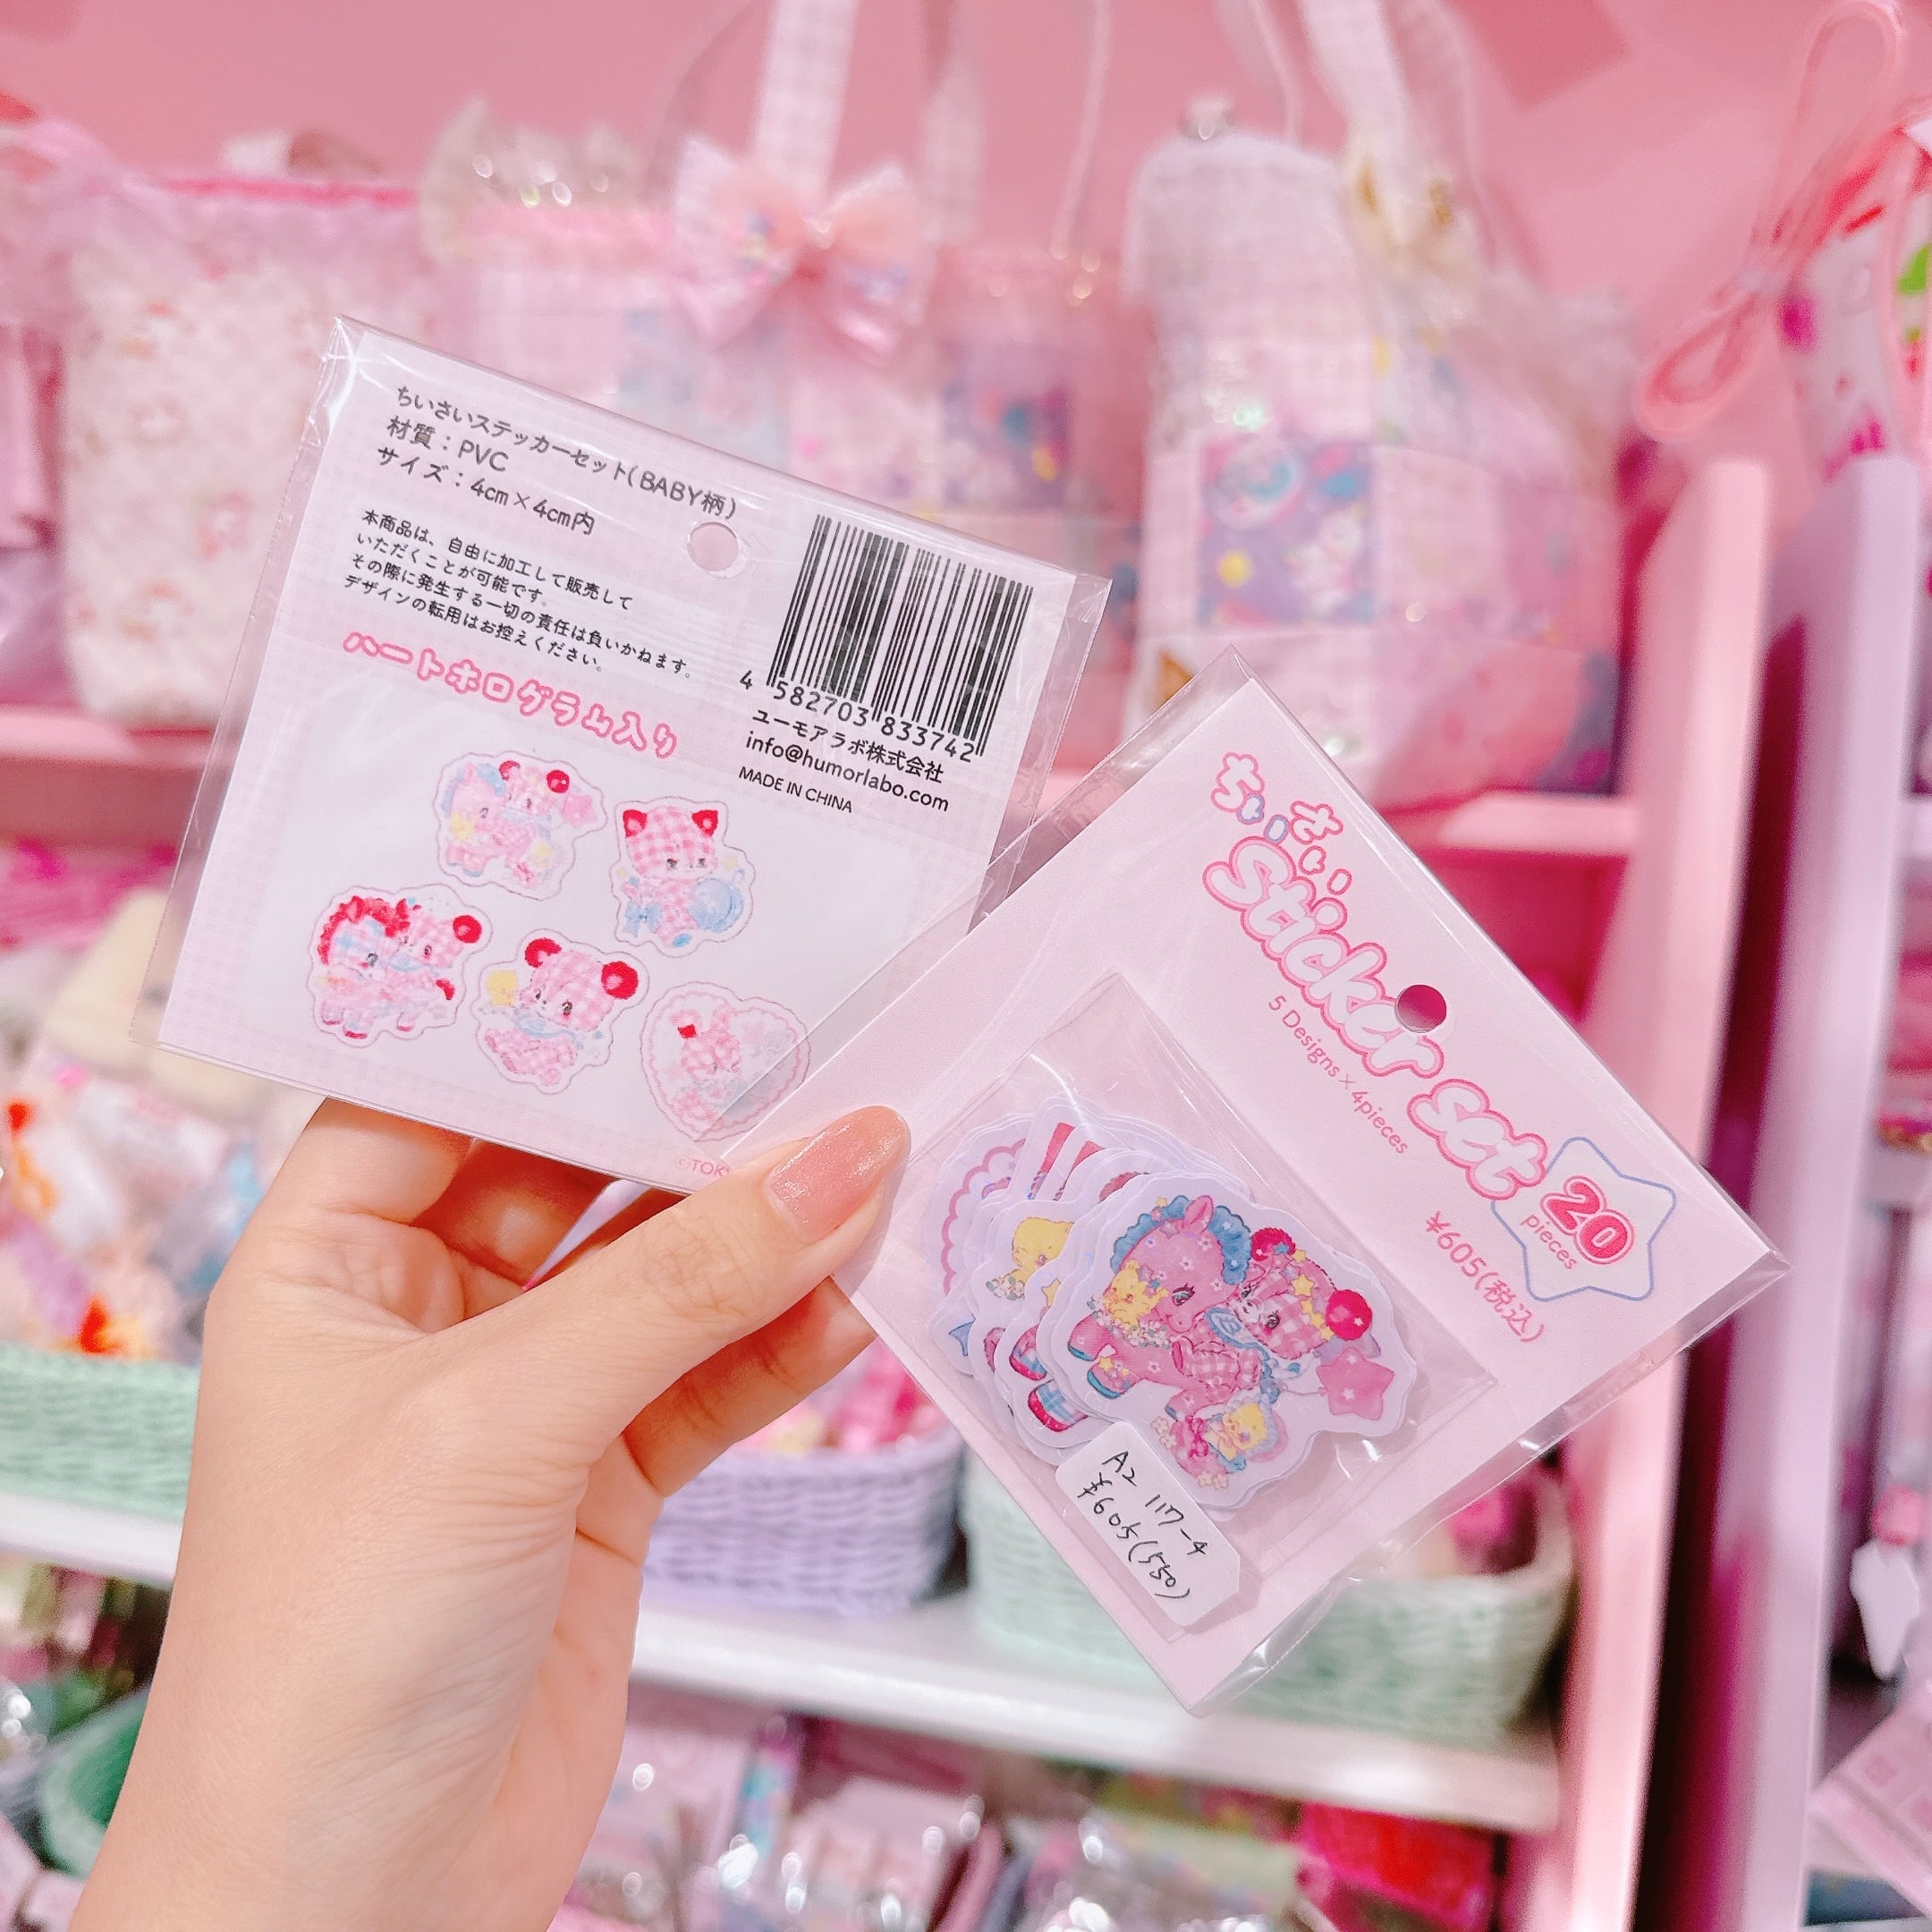 ちいさいステッカーセット(BABY柄)
材質：PVC
サイズ：4cm×4cm内
本商品は、自由に加工して販売して
いただくことが可能です。
その際に発生する一切の責任は負いかねます。
デザインの転用はお控えください。
ハートホログラム入り
4 582703 833742
ユーモアラボ株式会社
info@humorlabo.com
MADE IN CHINA
ちいさい
Sticker Set
5 Designs×4pieces
20
pieces
¥605(税込)
A2 117-4
¥605(550)